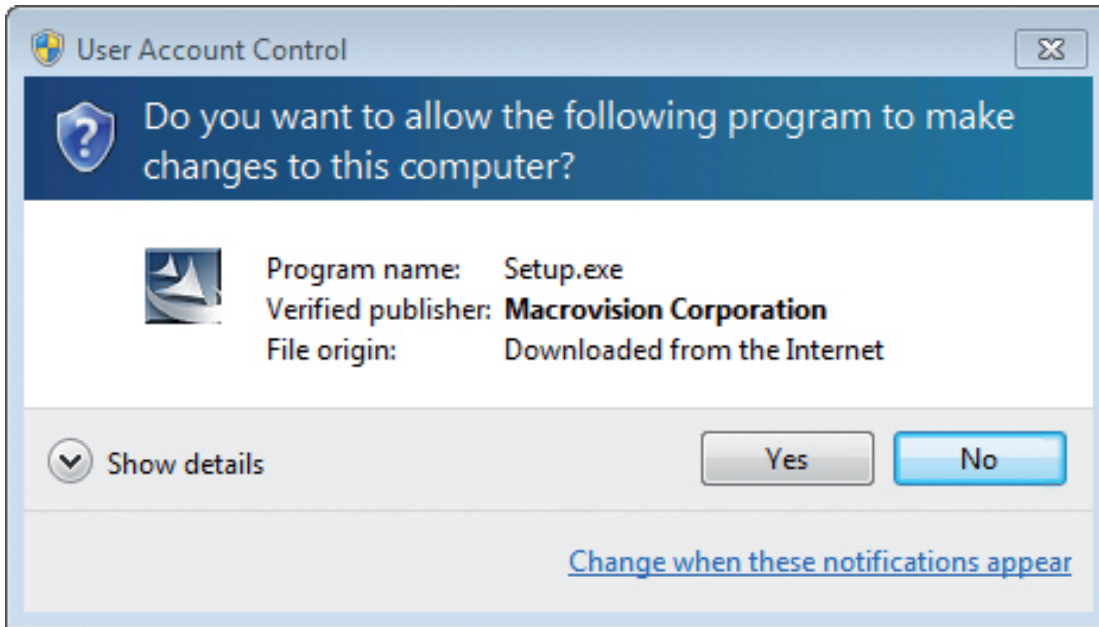 User Account Control
Do you want to allow the following program to make
changes to this computer?
Program name: Setup.exe
Verified publisher: Macrovision Corporation
File origin: Downloaded from the Internet
Show details
Yes
No
Change when these notifications appear